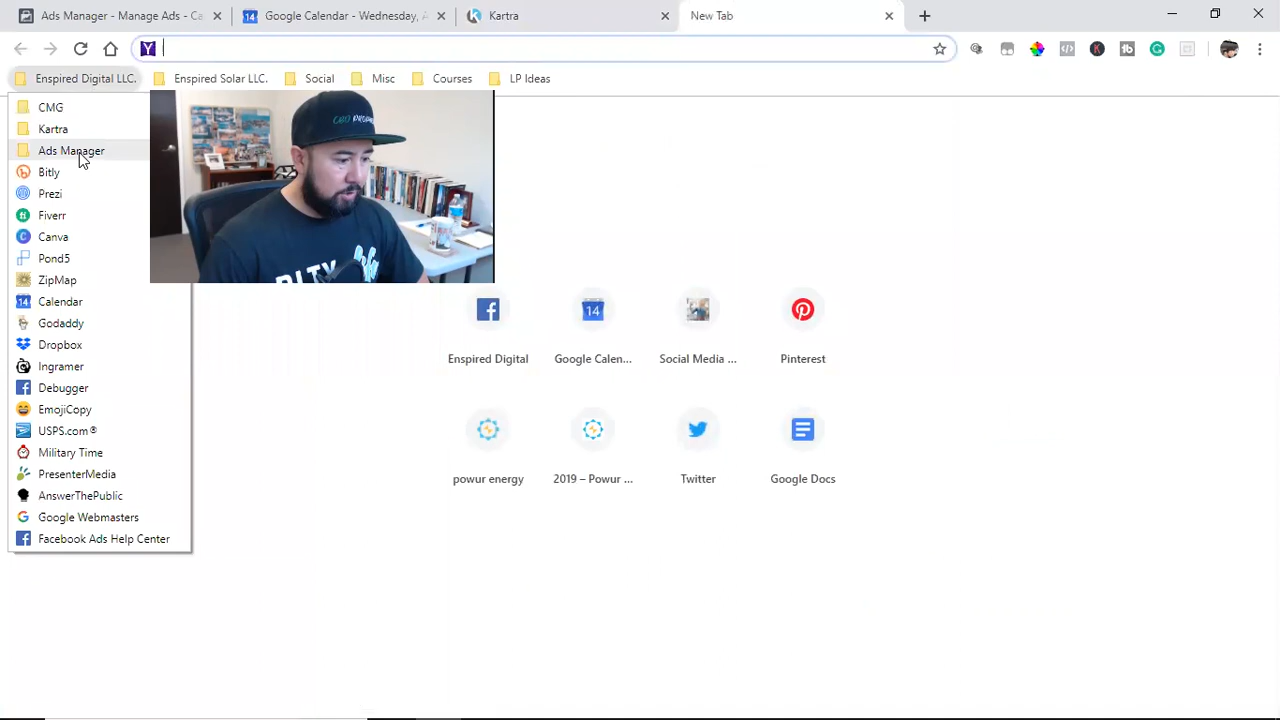 Ads Manager - Manage Ads - Ca
Google Calendar - Wednesday, A
Kartra
New Tab
Enspired Digital LLC.
Enspired Solar LLC.
Social
Misc
Courses
LP Ideas
CMG
Kartra
Ads Manager
Bitly
Prezi
Fiverr
Canva
Pond5
ZipMap
Calendar
Godaddy
Dropbox
Ingramer
Debugger
EmojiCopy
USPS.com®
Military Time
PresenterMedia
AnswerThePublic
Google Webmasters
Facebook Ads Help Center
14
Enspired Digital
Google Calen...
Social Media ...
Pinterest
powur energy
2019 – Powur ...
Twitter
Google Docs